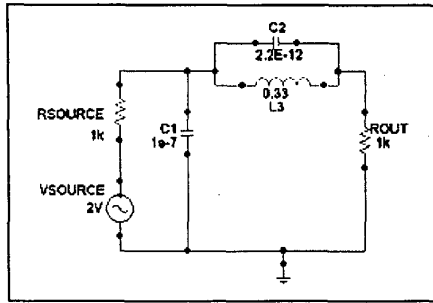 C2
2.2E-12
0.33
L3
RSOURCE
1k
C1
1e-7
ROUT
1k
VSOURCE
2V